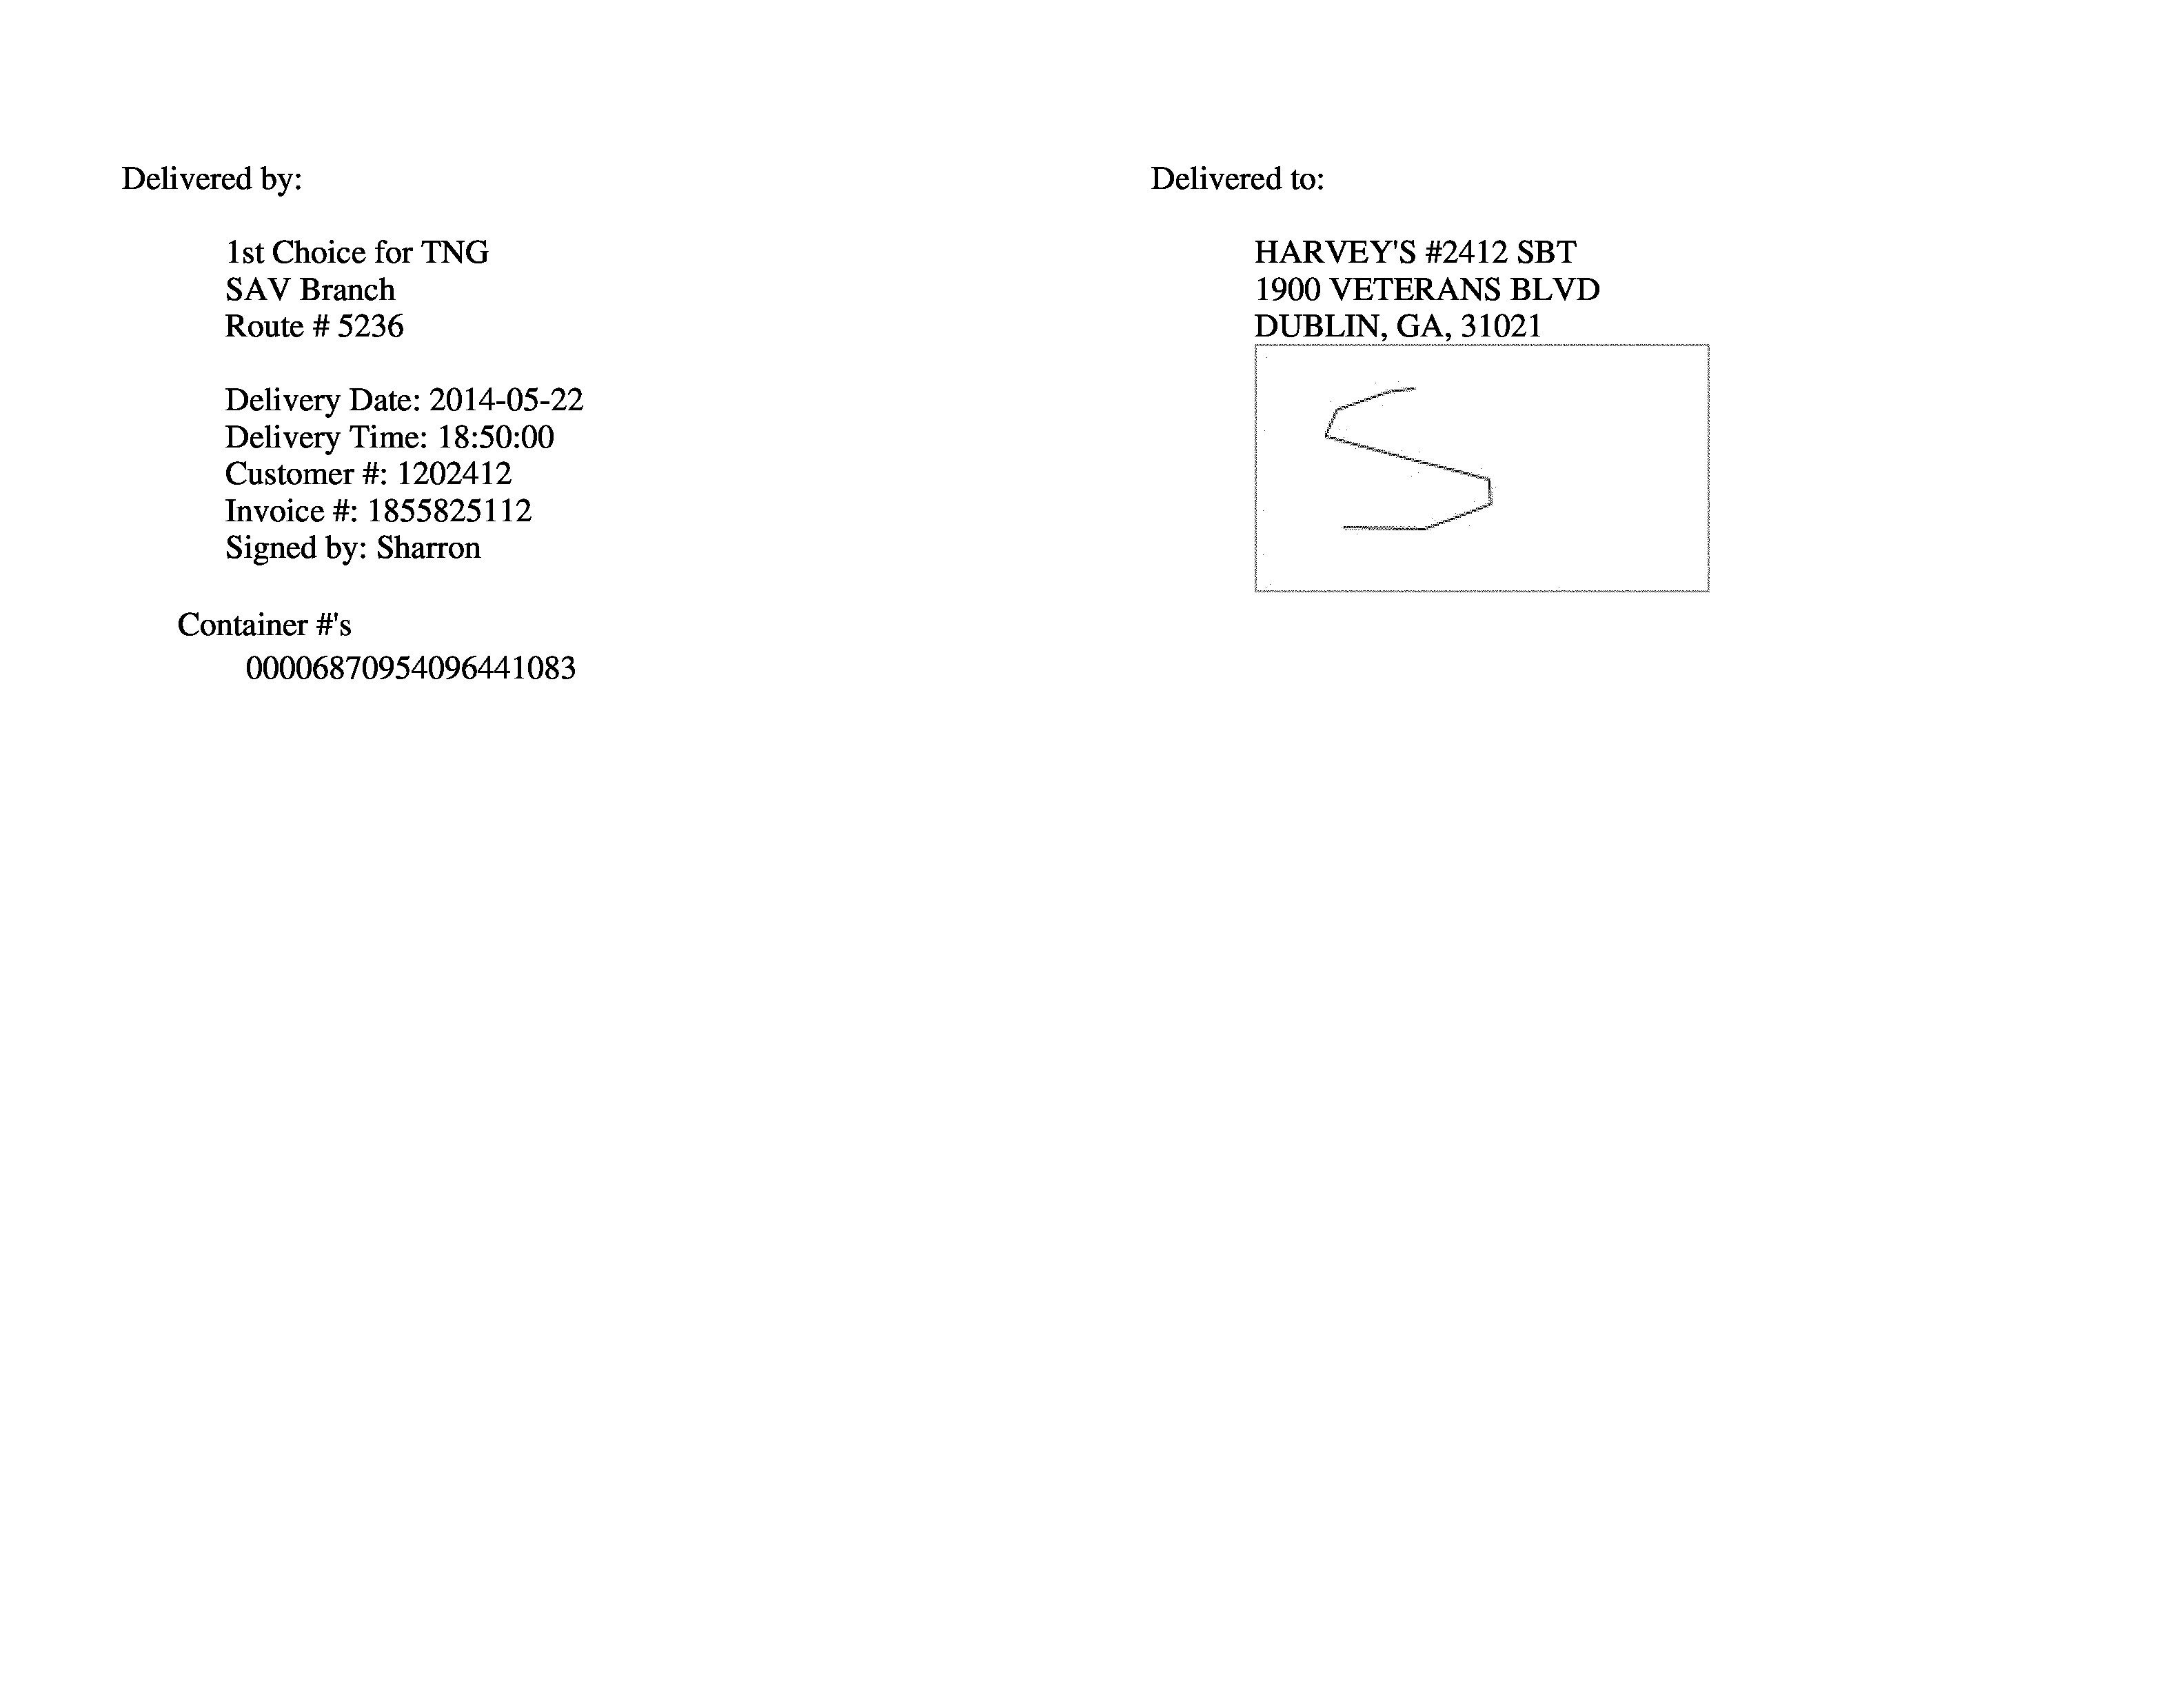 Delivered by:
1st Choice for TNG
SAV Branch
Route # 5236
Delivery Date: 2014-05-22
Delivery Time: 18:50:00
Customer #: 1202412
Invoice #: 1855825112
Signed by: Sharron
Container #'s
00006870954096441083
Delivered to:
HARVEY'S #2412 SBT
1900 VETERANS BLVD
DUBLIN, GA, 31021
S